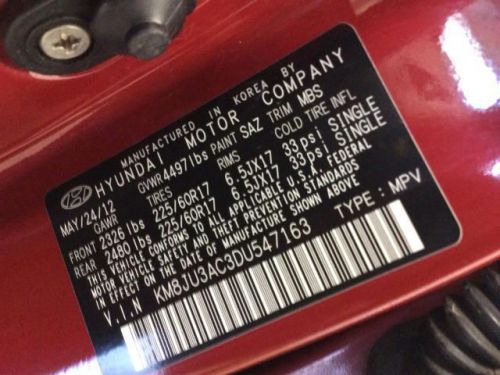 MANUFACTURED IN KOREA BY
HYUNDAI MOTOR COMPANY
MAY/24/12 GVWR4497lbs PAINT SAZ TRIM MBS
GAWR TIRES RIMS COLD TIRE INFL
FRONT 2326 lbs 225/60R17 6.5JX17 33psi SINGLE
REAR 2480 lbs 225/60R17 6.5JX17 33psi SINGLE
THIS VEHICLE CONFORMS TO ALL APPLICABLE U.S.A. FEDERAL
MOTOR VEHICLE SAFETY AND THEFT PREVENTION STANDARDS
IN EFFECT ON THE DATE OF MANUFACTURE SHOWN ABOVE.
V.I.N KM8JU3AC3DU547163 TYPE : MPV